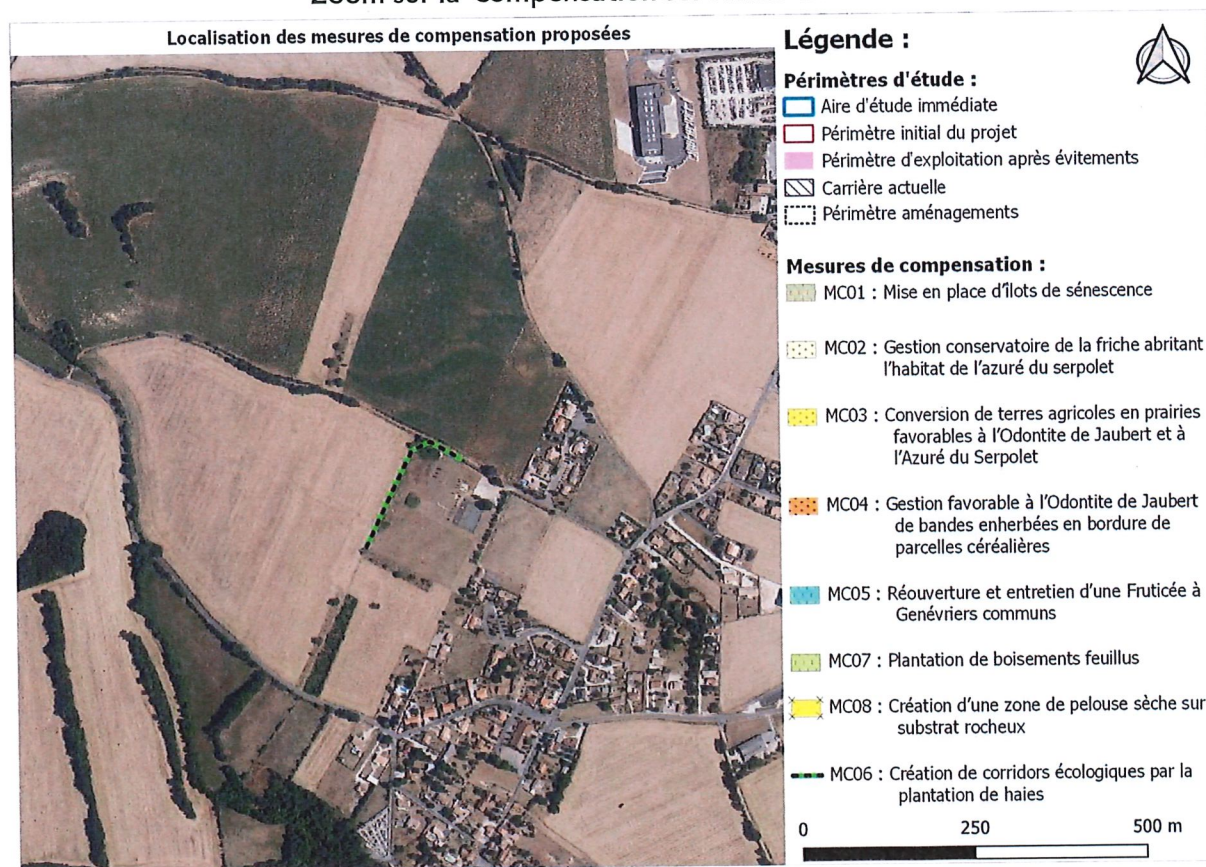 Zoom sur la Compensation
Localisation des mesures de compensation proposées
Légende :
Périmètres d'étude :
Aire d'étude immédiate
Périmètre initial du projet
Périmètre d'exploitation après évitements
Carrière actuelle
Périmètre aménagements
Mesures de compensation :
MC01 : Mise en place d'îlots de sénescence
MC02 : Gestion conservatoire de la friche abritant
l'habitat de l'azuré du serpolet
MC03 : Conversion de terres agricoles en prairies
favorables à l'Odontite de Jaubert et à
l'Azuré du Serpolet
MC04 : Gestion favorable à l'Odontite de Jaubert
de bandes enherbées en bordure de
parcelles céréalières
MC05 : Réouverture et entretien d'une Fruticée à
Genévriers communs
MC07 : Plantation de boisements feuillus
MC08 : Création d'une zone de pelouse sèche sur
substrat rocheux
MC06 : Création de corridors écologiques par la
plantation de haies
0 250 500 m